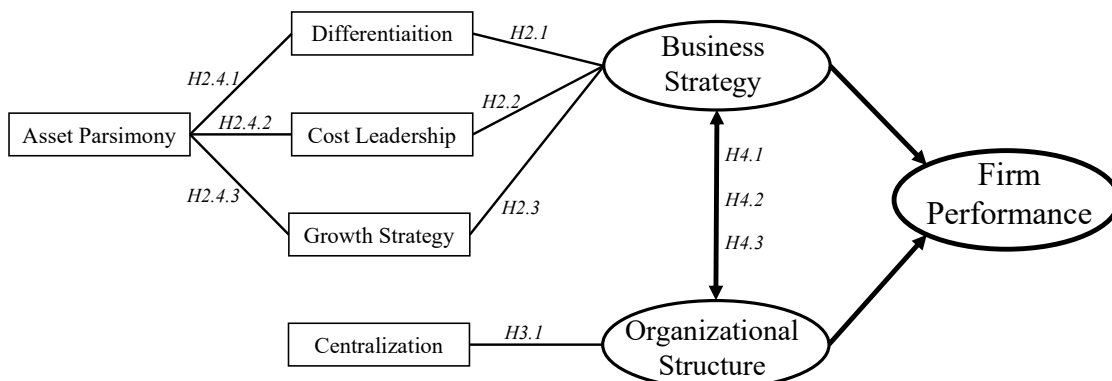 Differentiaition
H2.1
Business
Strategy
H2.4.1
H2.2
Asset Parsimony
H2.4.2
Cost Leadership
H4.1
Firm
Performance
H2.4.3
H2.3
H4.2
Growth Strategy
H4.3
Centralization
H3.1
Organizational
Structure